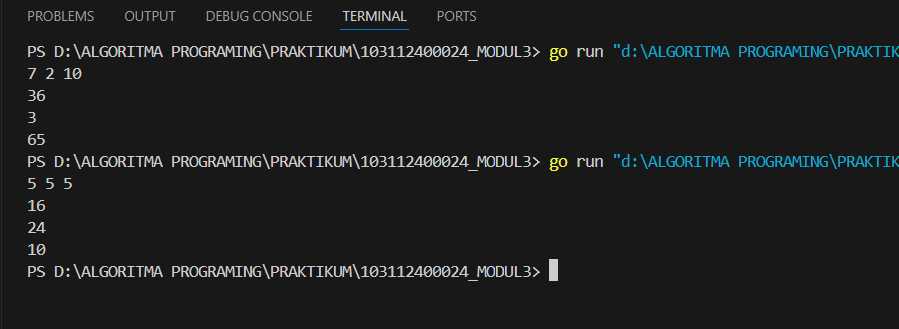 PROBLEMS OUTPUT DEBUG CONSOLE TERMINAL PORTS
PS D:\ALGORITMA PROGRAMING\PRAKTIKUM\103112400024_MODUL3> go run "d:\ALGORITMA PROGRAMING\PRAKTIK
7 2 10
36
3
65
PS D:\ALGORITMA PROGRAMING\PRAKTIKUM\103112400024_MODUL3> go run "d:\ALGORITMA PROGRAMING\PRAKTIK
5 5 5
16
24
10
PS D:\ALGORITMA PROGRAMING\PRAKTIKUM\103112400024_MODUL3>